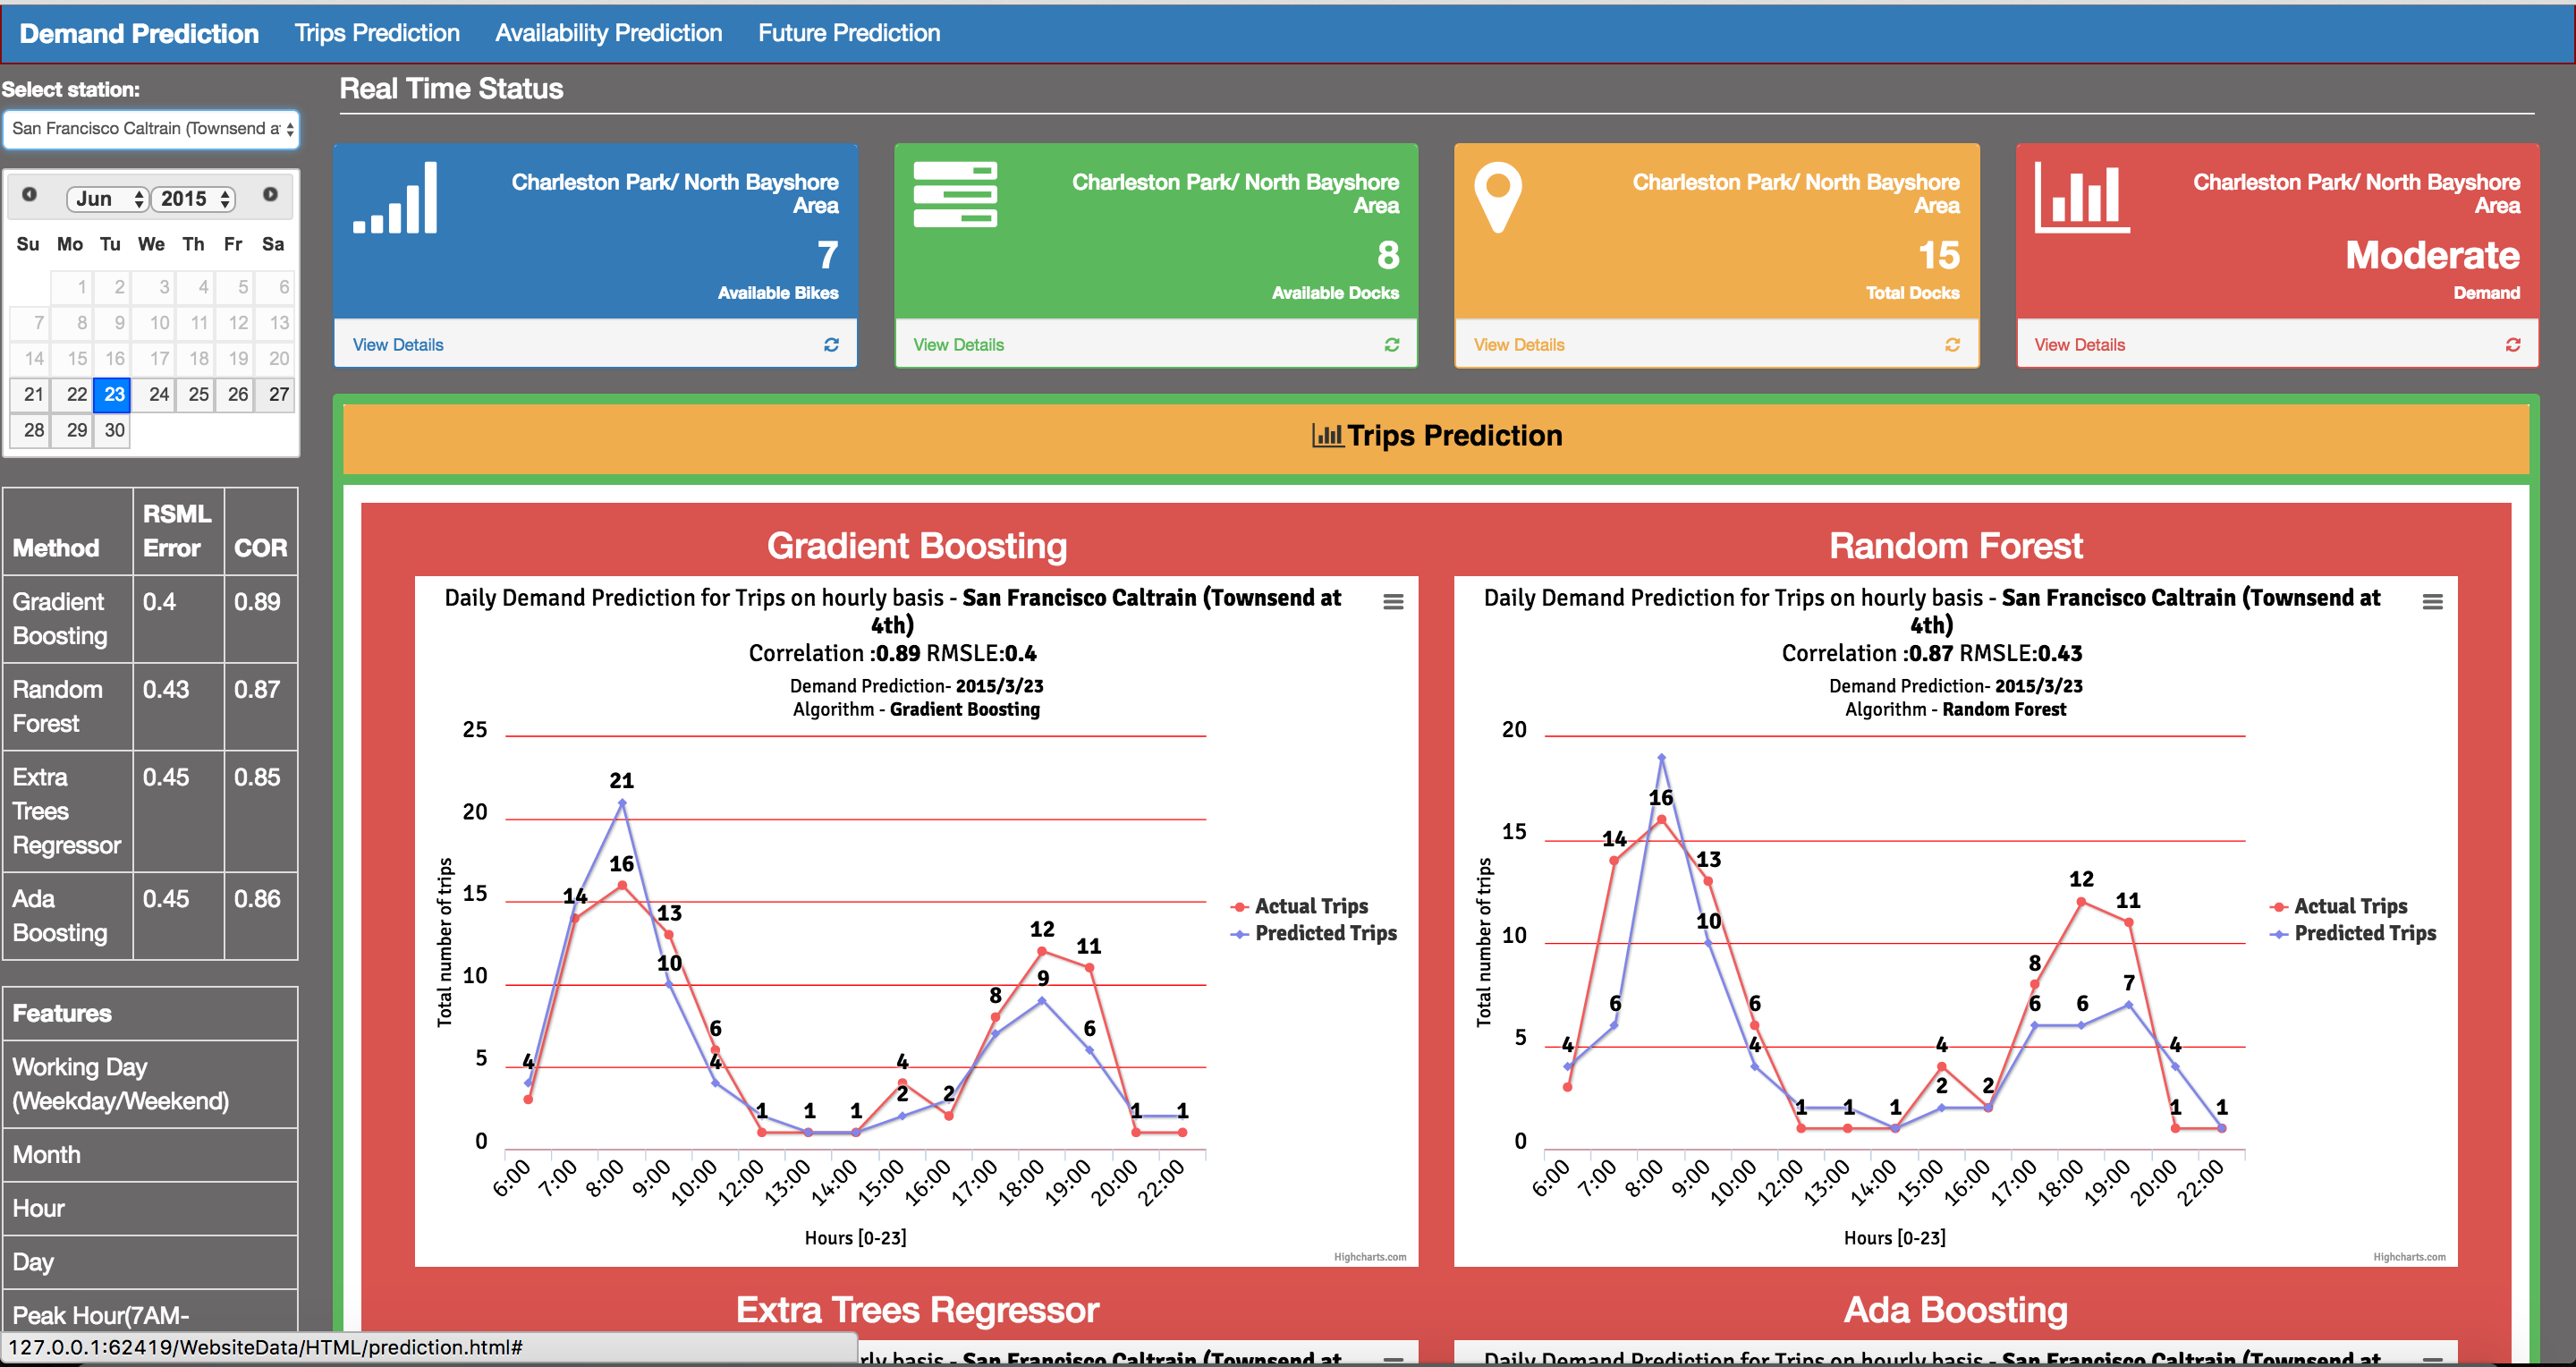 Demand Prediction Trips Prediction Availability Prediction Future Prediction
Select station:
San Francisco Caltrain (Townsend a
Jun 2015
Su Mo Tu We Th Fr Sa
1 2 3 4 5 6
7 8 9 10 11 12 13
14 15 16 17 18 19 20
21 22 23 24 25 26 27
28 29 30
Method RSML Error COR
Gradient Boosting 0.4 0.89
Random Forest 0.43 0.87
Extra Trees Regressor 0.45 0.85
Ada Boosting 0.45 0.86
Features
Working Day
(Weekday/Weekend)
Month
Hour
Day
Peak Hour(7AM-
127.0.0.1:62419/WebsiteData/HTML/prediction.html#
Real Time Status
Charleston Park/ North Bayshore
Area
7
Available Bikes
View Details
Charleston Park/ North Bayshore
Area
8
Available Docks
View Details
Charleston Park/ North Bayshore
Area
15
Total Docks
View Details
Charleston Park/ North Bayshore
Area
Moderate
Demand
View Details
Trips Prediction
Gradient Boosting
Daily Demand Prediction for Trips on hourly basis - San Francisco Caltrain (Townsend at
4th)
Correlation :0.89 RMSLE:0.4
Demand Prediction- 2015/3/23
Algorithm - Gradient Boosting
Total number of trips
25
20
15
10
5
0
4 14 21 16 13 10 6 4 1 1 1 4 2 2 8 12 9 11 6 1 1
6:00 7:00 8:00 9:00 10:00 12:00 13:00 14:00 15:00 16:00 17:00 18:00 19:00 20:00 22:00
Hours [0-23]
Actual Trips
Predicted Trips
Highcharts.com
Random Forest
Daily Demand Prediction for Trips on hourly basis - San Francisco Caltrain (Townsend at
4th)
Correlation :0.87 RMSLE:0.43
Demand Prediction- 2015/3/23
Algorithm - Random Forest
Total number of trips
20
15
10
5
0
4 14 6 16 13 10 6 4 1 1 1 4 2 2 8 6 12 6 11 7 4 1 1
6:00 7:00 8:00 9:00 10:00 12:00 13:00 14:00 15:00 16:00 17:00 18:00 19:00 20:00 22:00
Hours [0-23]
Actual Trips
Predicted Trips
Highcharts.com
Extra Trees Regressor
rly basis - San Francisco Caltrain (Townsend at
Ada Boosting
Daily Demand Prediction for Trips on hourly basis - San Francisco Caltrain (Townsend at